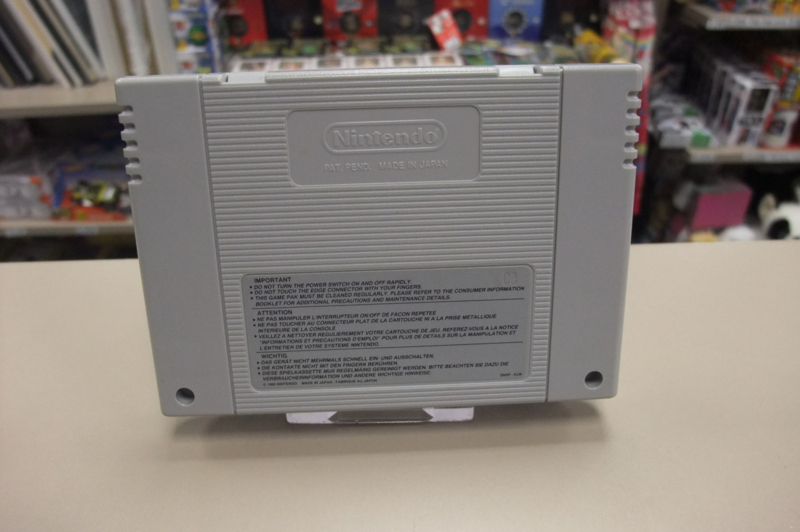 Nintendo®
PAT. PEND. MADE IN JAPAN
IMPORTANT
• DO NOT TURN THE POWER SWITCH ON AND OFF RAPIDLY.
• DO NOT TOUCH THE EDGE CONNECTOR WITH YOUR FINGERS.
• THIS GAME PAK MUST BE CLEANED REGULARLY. PLEASE REFER TO THE CONSUMER INFORMATION
BOOKLET FOR ADDITIONAL PRECAUTIONS AND MAINTENANCE DETAILS.
ATTENTION
• NE PAS MANIPULER L'INTERRUPTEUR ON/OFF DE FACON REPETEE
• NE PAS TOUCHER AU CONNECTEUR PLAT DE LA CARTOUCHE NI A LA PRISE METALLIQUE
INTERIEURE DE LA CONSOLE
• VEILLEZ A NETTOYER REGULIEREMENT VOTRE CARTOUCHE DE JEU. REFEREZ-VOUS A LA NOTICE
"INFORMATIONS ET PRECAUTIONS D'EMPLOI" POUR PLUS DE DETAILS SUR LA MANIPULATION ET
L'ENTRETIEN DE VOTRE SYSTEME NINTENDO.
WICHTIG
• DAS GERÄT NICHT MEHRMALS SCHNELL EIN- UND AUSSCHALTEN.
• DIE KONTAKTE NICHT MIT DEN FINGERN BERÜHREN.
• DIESE SPIELKASSETTE MUß REGELMÄßIG GEREINIGT WERDEN. BITTE BEACHTEN SIE DAZU DIE
VERBRAUCHERINFORMATION UND ANDERE WICHTIGE HINWEISE.
NINTENDO MADE IN JAPAN